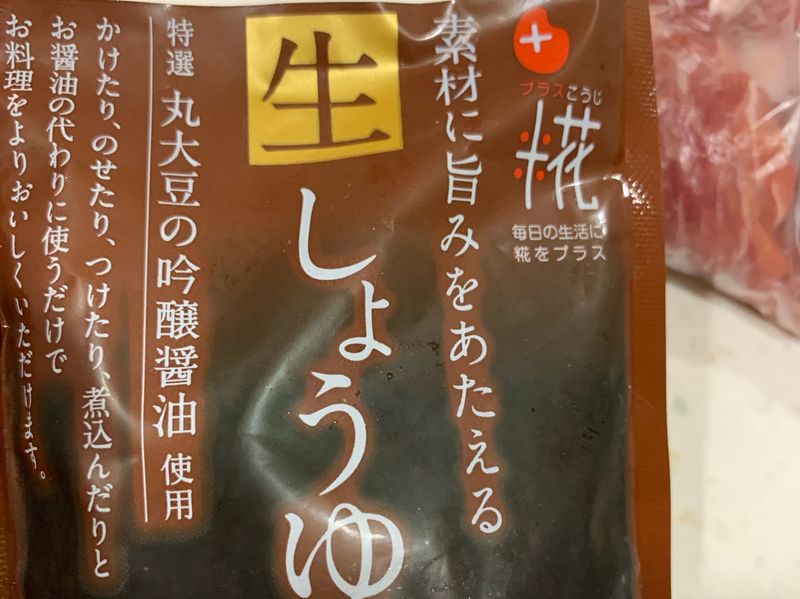 プラスこうじ
糀
毎日の生活に
糀をプラス
素材に旨みをあたえる
生
しょうゆ
特選 丸大豆の吟醸醤油 使用
かけたり、のせたり、つけたり、煮込んだりと
お醤油の代わりに使うだけで
お料理をよりおいしくいただけます。